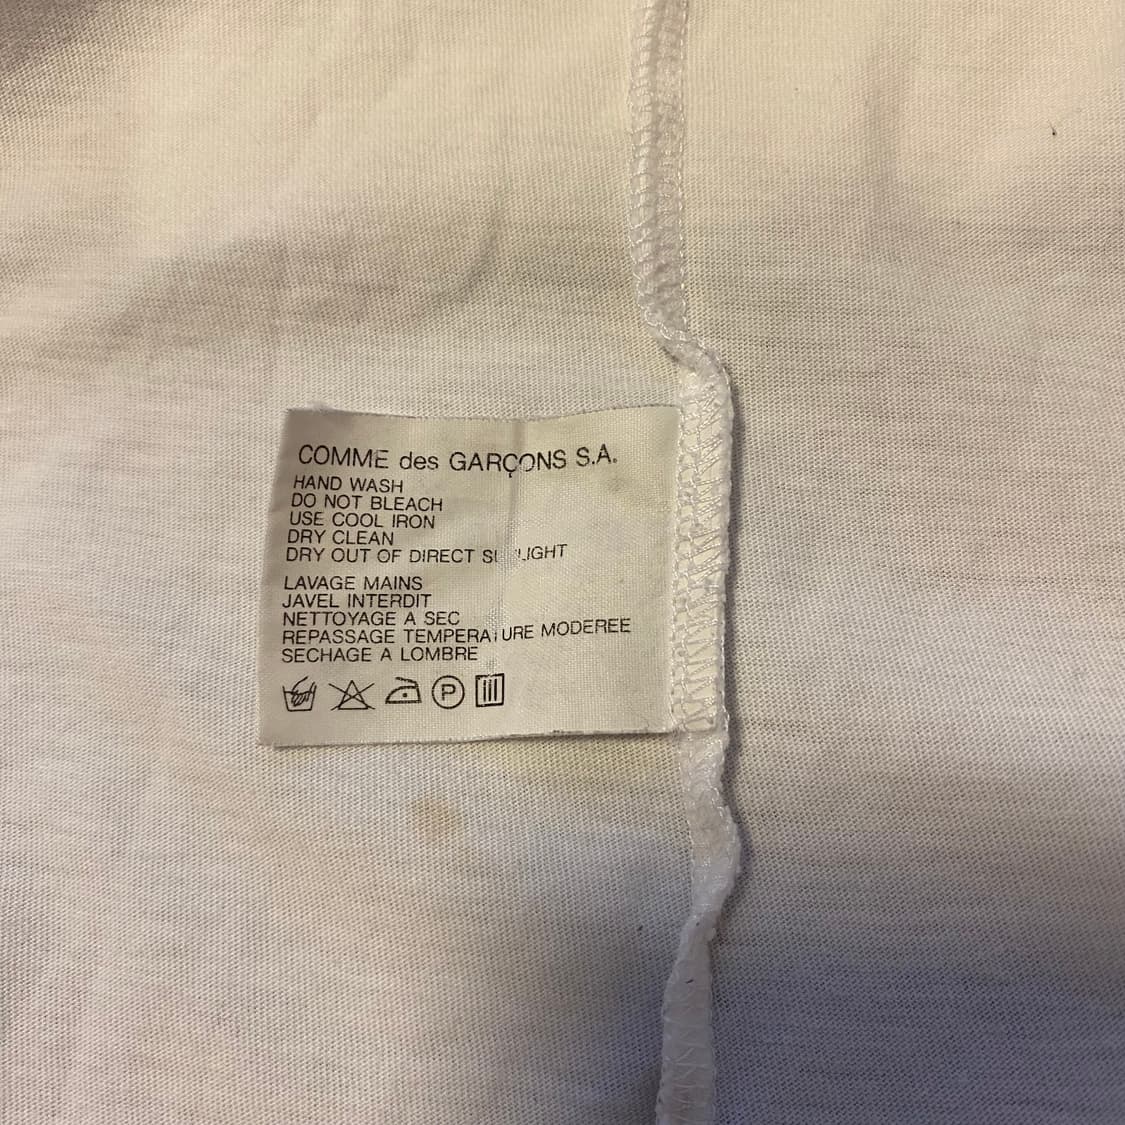 COMME des GARÇONS S.A.
HAND WASH
DO NOT BLEACH
USE COOL IRON
DRY CLEAN
DRY OUT OF DIRECT
LAVAGE MAINS
JAVEL INTERDIT
NETTOYAGE A SEC
REPASSAGE TEMPERATURE MODEREE
SECHAGE A LOMBRE
P